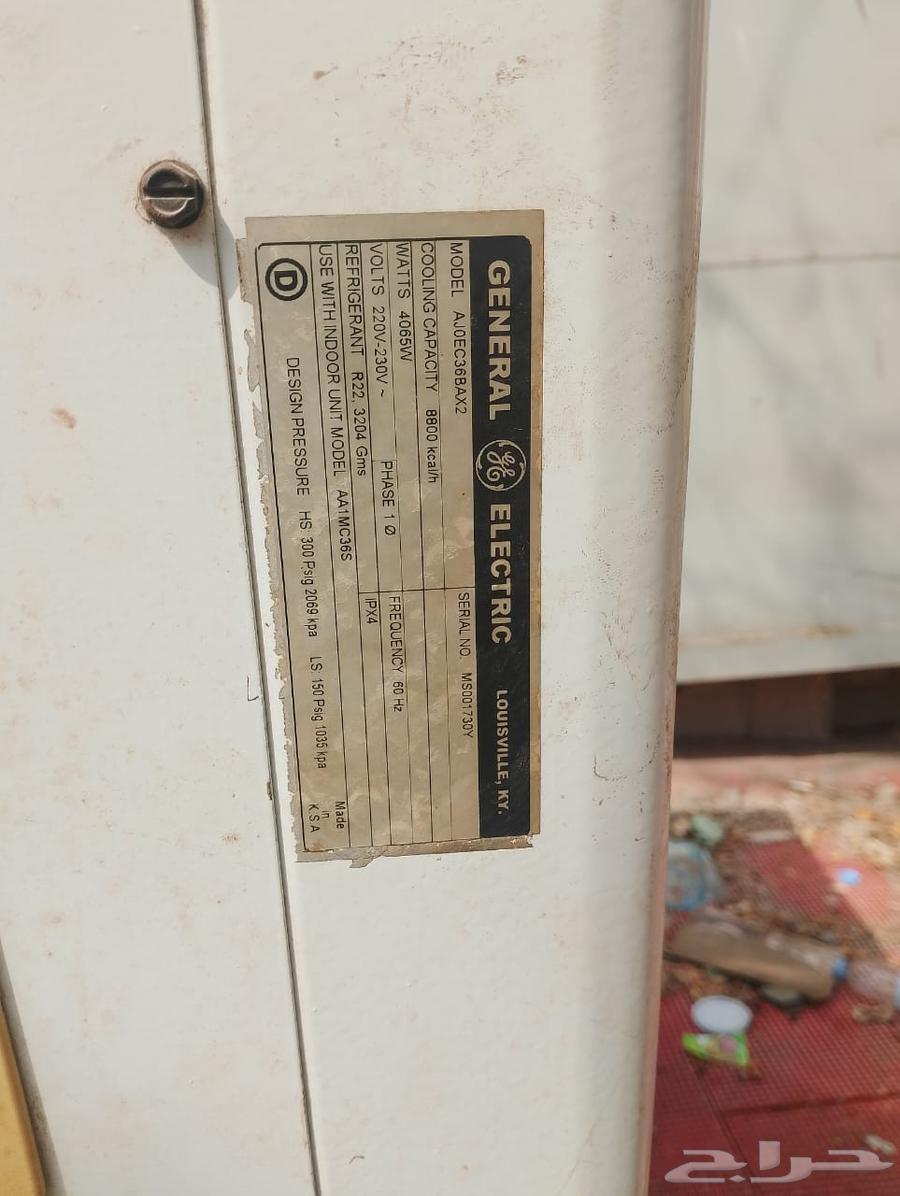 GENERAL GE ELECTRIC LOUISVILLE, KY.
MODEL AJ0EC36BAX2 SERIAL NO. MS001730Y
COOLING CAPACITY 8800 kcal/h
WATTS 4065W
VOLTS 220V-230V ~ PHASE 1 Ø FREQUENCY 60 Hz
REFRIGERANT R22, 3204 Gms IPX4
USE WITH INDOOR UNIT MODEL AA1MC36S
D DESIGN PRESSURE HS: 300 Psig 2069 kpa LS: 150 Psig 1035 kpa
Made
in
K.S.A
حراج